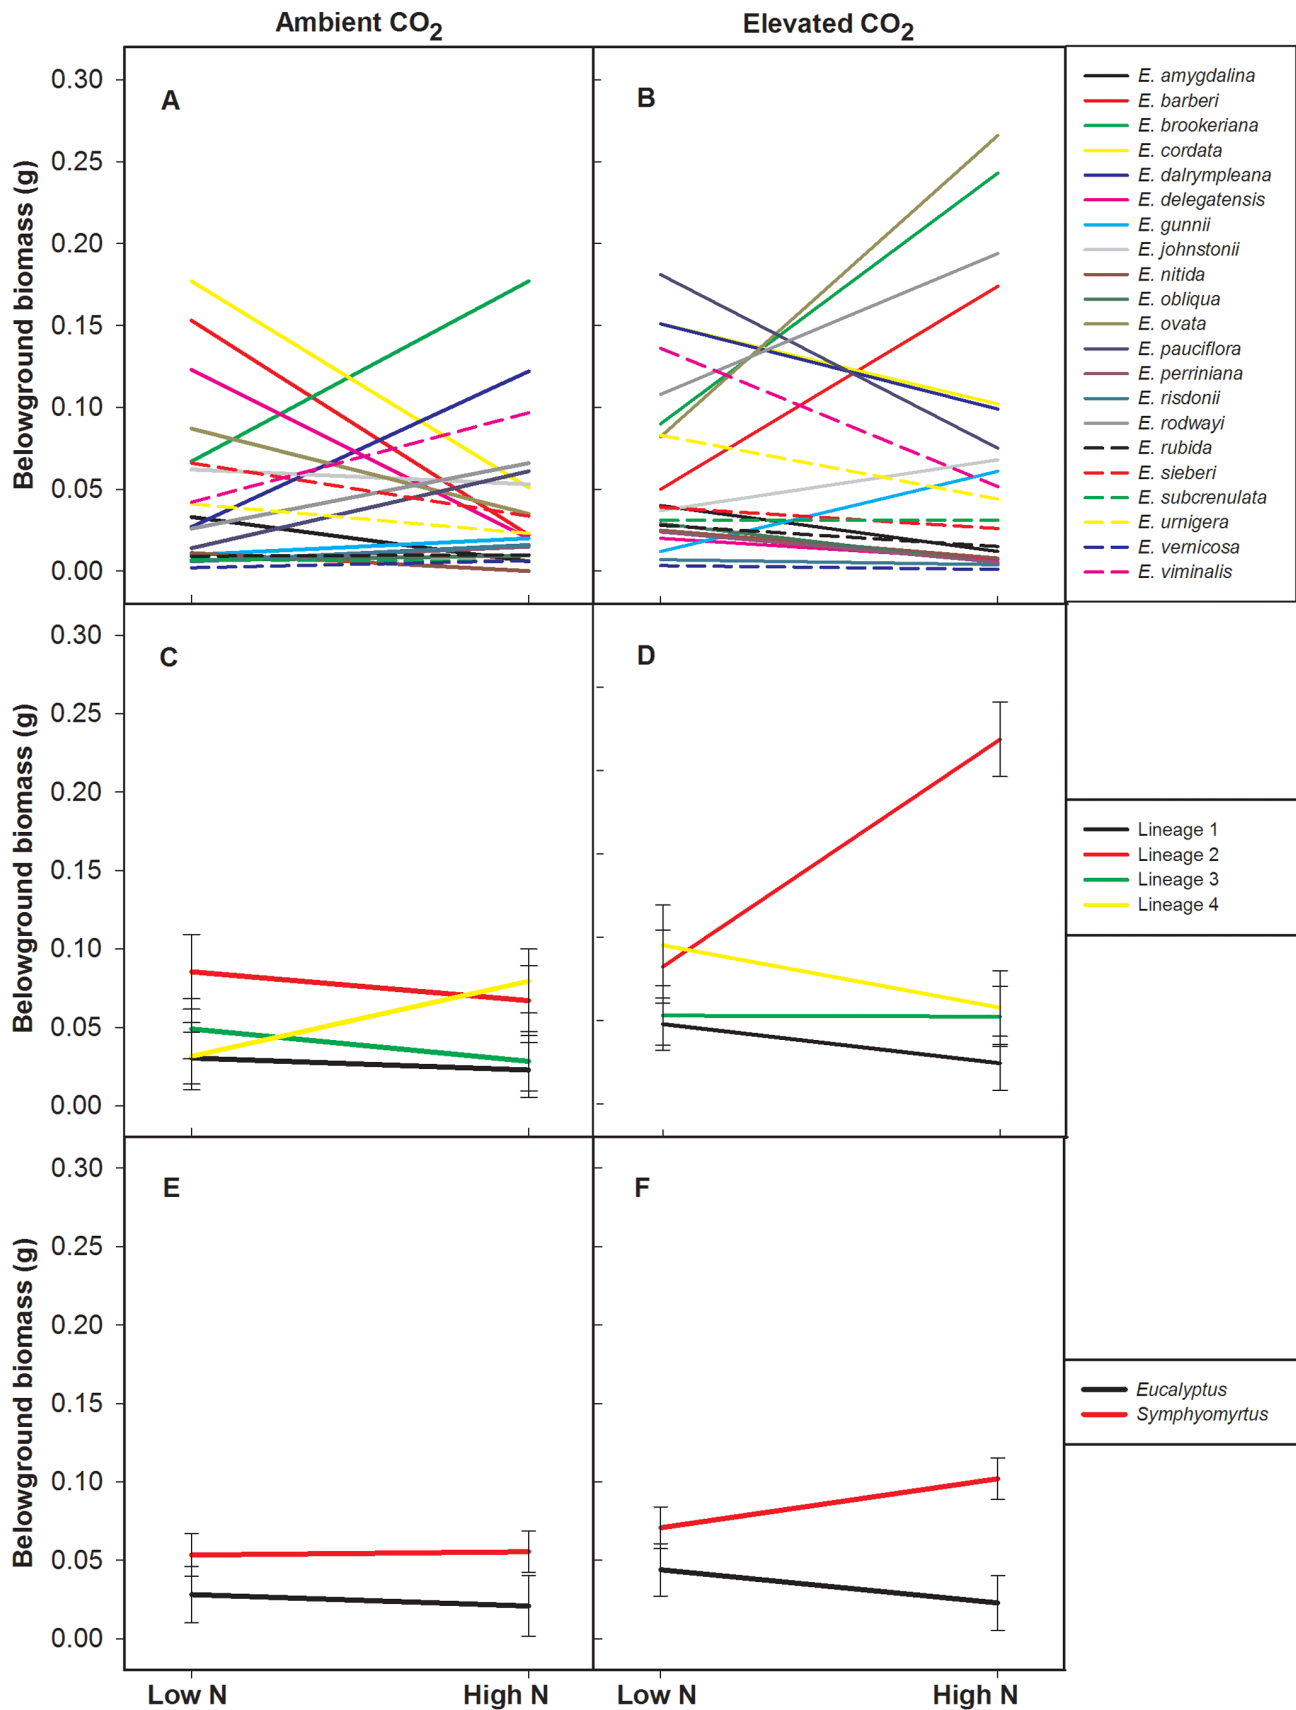 Ambient CO2
Elevated CO2
A
B
Belowground biomass (g)
0.30
0.25
0.20
0.15
0.10
0.05
0.00
E. amygdalina
E. barberi
E. brookeriana
E. cordata
E. dalrympleana
E. delegatensis
E. gunnii
E. johnstonii
E. nitida
E. obliqua
E. ovata
E. pauciflora
E. perriniana
E. risdonii
E. rodwayi
E. rubida
E. sieberi
E. subcrenulata
E. urnigera
E. vernicosa
E. viminalis
C
D
Belowground biomass (g)
0.30
0.25
0.20
0.15
0.10
0.05
0.00
Lineage 1
Lineage 2
Lineage 3
Lineage 4
E
F
Belowground biomass (g)
0.30
0.25
0.20
0.15
0.10
0.05
0.00
Eucalyptus
Symphyomyrtus
Low N
High N
Low N
High N